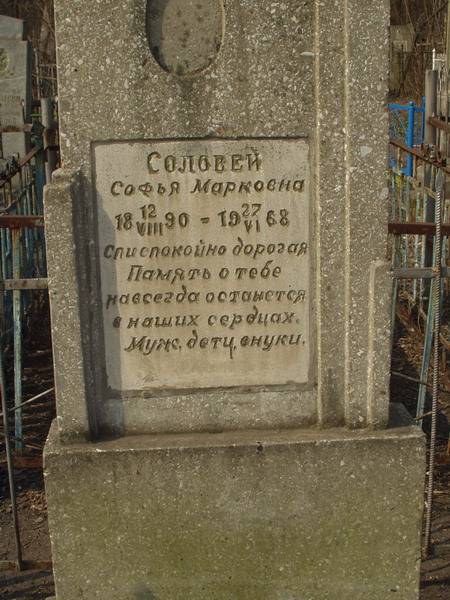 Соловей
Софья Марковна
18 12/VIII 90 = 19 27/VI 68
Спи спокойно дорогая
Память о тебе
навсегда останется
в наших сердцах.
Муж, дети, внуки.